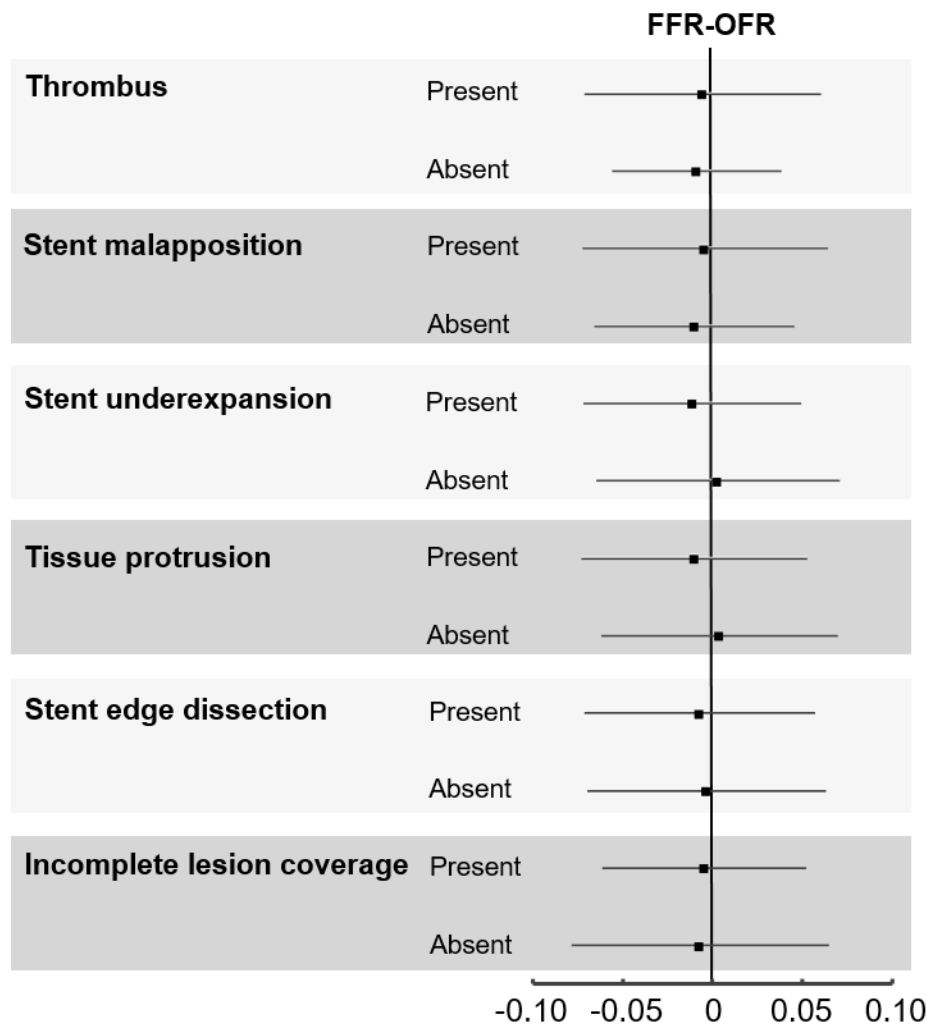 FFR-OFR
Thrombus Present
Absent
Stent malapposition Present
Absent
Stent underexpansion Present
Absent
Tissue protrusion Present
Absent
Stent edge dissection Present
Absent
Incomplete lesion coverage Present
Absent
-0.10 -0.05 0 0.05 0.10